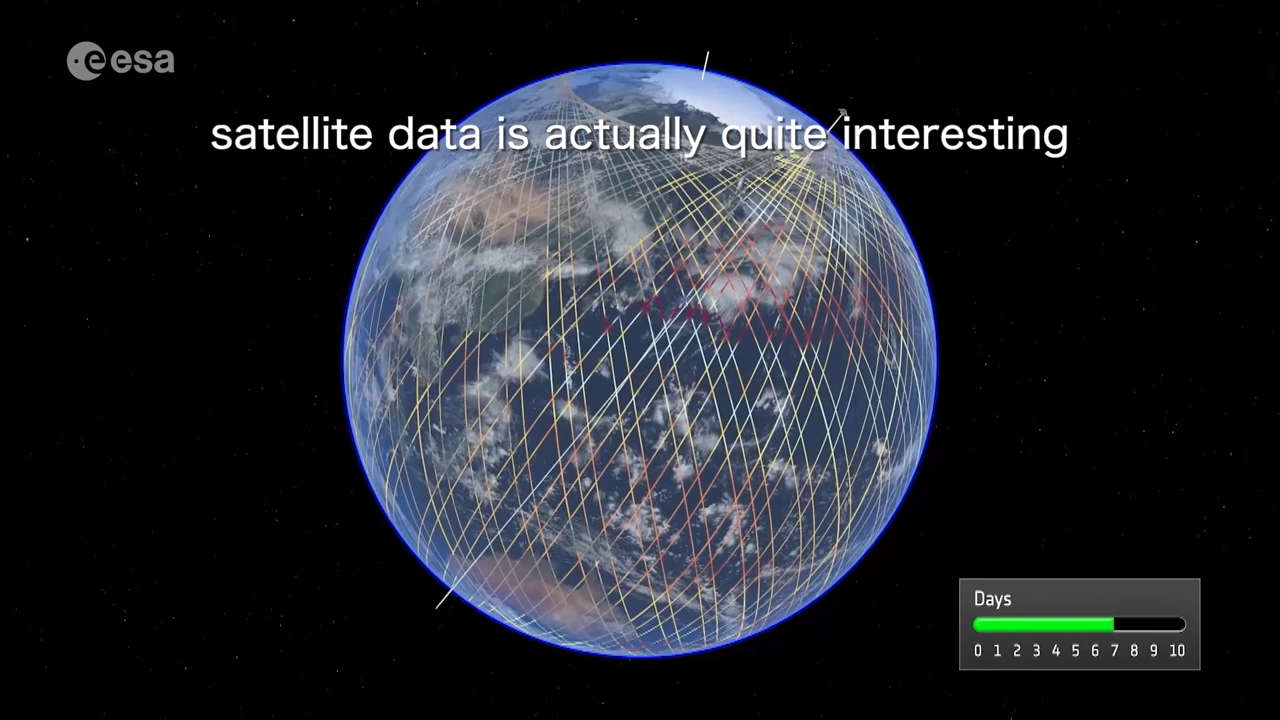 esa
satellite data is actually quite interesting
Days
0 1 2 3 4 5 6 7 8 9 10